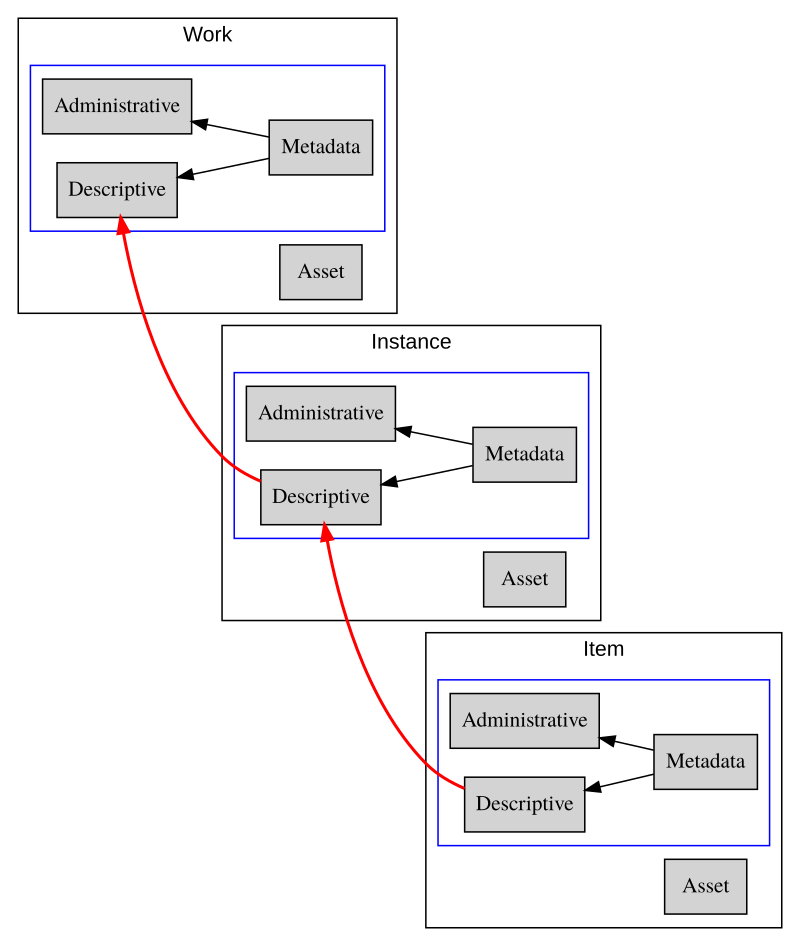 Work
Administrative
Metadata
Descriptive
Asset
Instance
Administrative
Metadata
Descriptive
Asset
Item
Administrative
Metadata
Descriptive
Asset